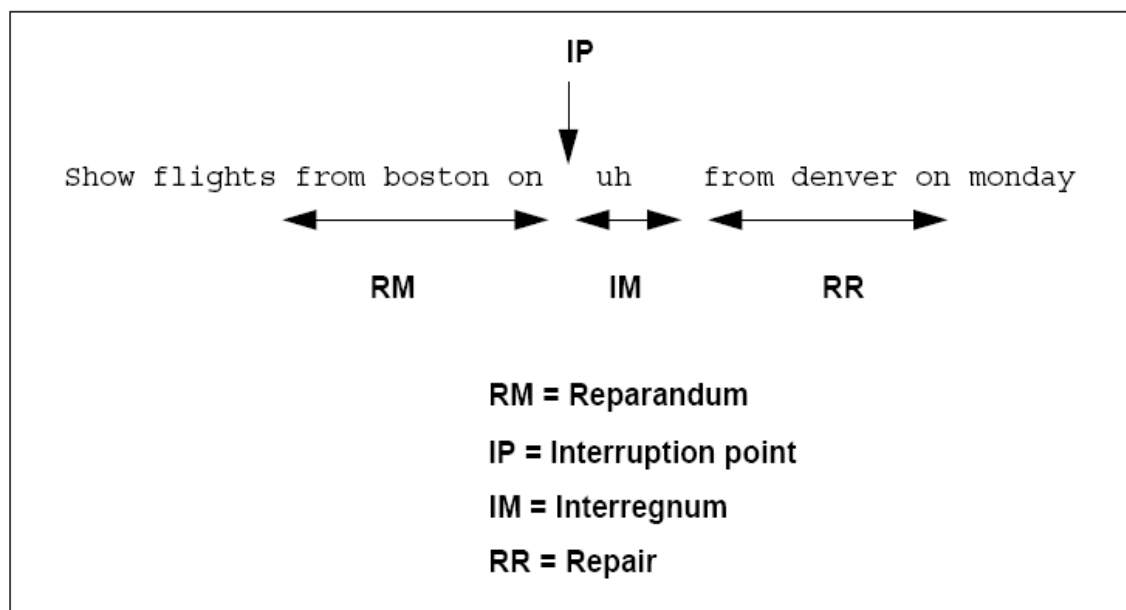 IP
Show flights from boston on uh from denver on monday
RM IM RR
RM = Reparandum
IP = Interruption point
IM = Interregnum
RR = Repair